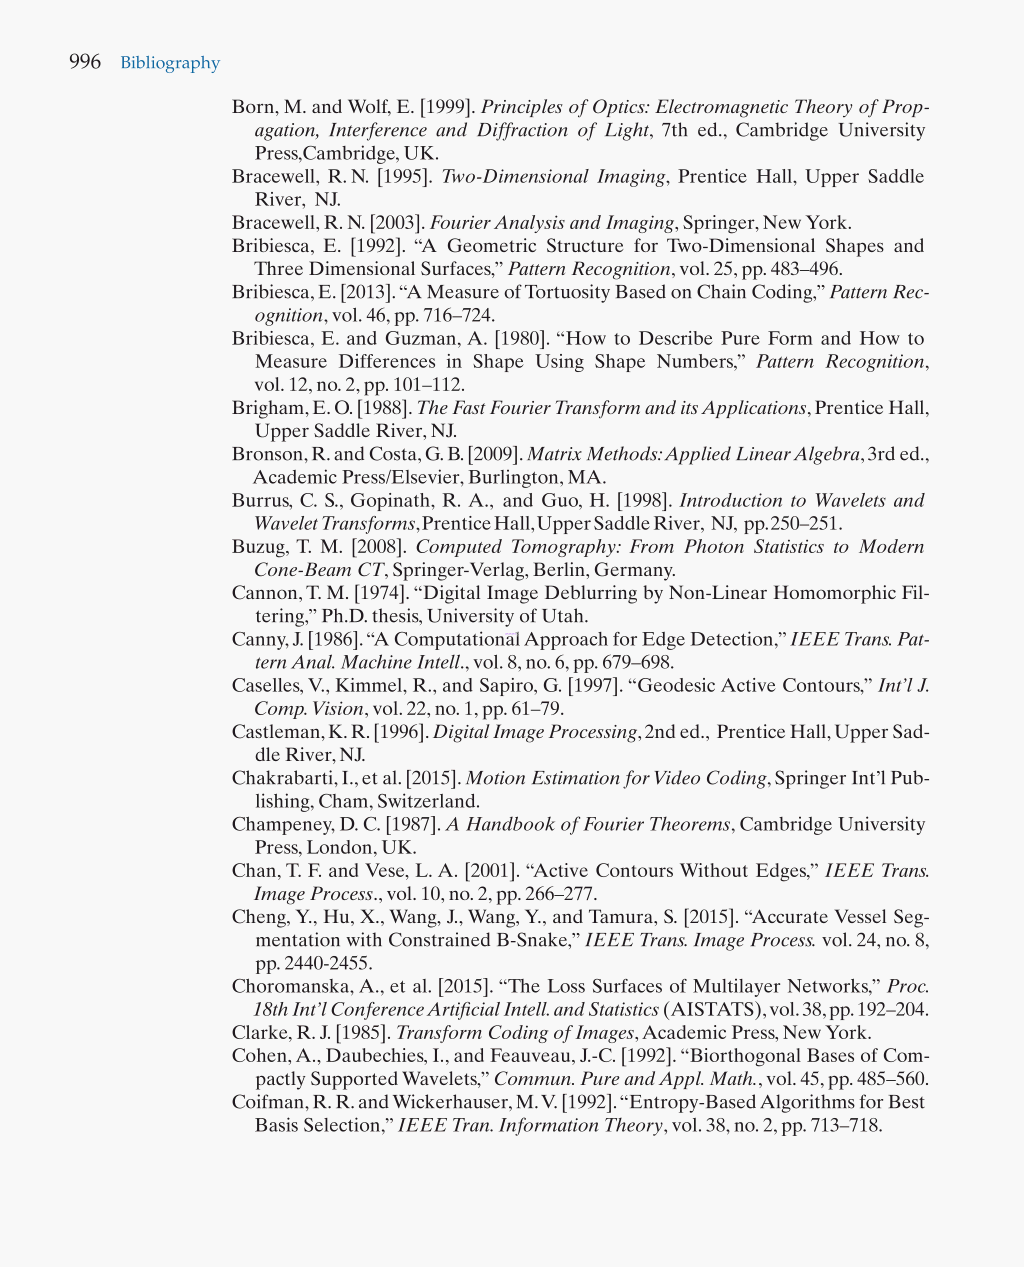 996 Bibliography
Born, M. and Wolf, E. [1999]. Principles of Optics: Electromagnetic Theory of Prop-
agation, Interference and Diffraction of Light, 7th ed., Cambridge University
Press,Cambridge, UK.
Bracewell, R. N. [1995]. Two-Dimensional Imaging, Prentice Hall, Upper Saddle
River, NJ.
Bracewell, R. N. [2003]. Fourier Analysis and Imaging, Springer, New York.
Bribiesca, E. [1992]. “A Geometric Structure for Two-Dimensional Shapes and
Three Dimensional Surfaces,” Pattern Recognition, vol. 25, pp. 483–496.
Bribiesca, E. [2013]. “A Measure of Tortuosity Based on Chain Coding,” Pattern Rec-
ognition, vol. 46, pp. 716–724.
Bribiesca, E. and Guzman, A. [1980]. “How to Describe Pure Form and How to
Measure Differences in Shape Using Shape Numbers,” Pattern Recognition,
vol. 12, no. 2, pp. 101–112.
Brigham, E. O. [1988]. The Fast Fourier Transform and its Applications, Prentice Hall,
Upper Saddle River, NJ.
Bronson, R. and Costa, G. B. [2009]. Matrix Methods: Applied Linear Algebra, 3rd ed.,
Academic Press/Elsevier, Burlington, MA.
Burrus, C. S., Gopinath, R. A., and Guo, H. [1998]. Introduction to Wavelets and
Wavelet Transforms, Prentice Hall, Upper Saddle River, NJ, pp.250–251.
Buzug, T. M. [2008]. Computed Tomography: From Photon Statistics to Modern
Cone-Beam CT, Springer-Verlag, Berlin, Germany.
Cannon, T. M. [1974]. “Digital Image Deblurring by Non-Linear Homomorphic Fil-
tering,” Ph.D. thesis, University of Utah.
Canny, J. [1986]. “A Computational Approach for Edge Detection,” IEEE Trans. Pat-
tern Anal. Machine Intell., vol. 8, no. 6, pp. 679–698.
Caselles, V., Kimmel, R., and Sapiro, G. [1997]. “Geodesic Active Contours,” Int’l J.
Comp. Vision, vol. 22, no. 1, pp. 61–79.
Castleman, K. R. [1996]. Digital Image Processing, 2nd ed., Prentice Hall, Upper Sad-
dle River, NJ.
Chakrabarti, I., et al. [2015]. Motion Estimation for Video Coding, Springer Int’l Pub-
lishing, Cham, Switzerland.
Champeney, D. C. [1987]. A Handbook of Fourier Theorems, Cambridge University
Press, London, UK.
Chan, T. F. and Vese, L. A. [2001]. “Active Contours Without Edges,” IEEE Trans.
Image Process., vol. 10, no. 2, pp. 266–277.
Cheng, Y., Hu, X., Wang, J., Wang, Y., and Tamura, S. [2015]. “Accurate Vessel Seg-
mentation with Constrained B-Snake,” IEEE Trans. Image Process. vol. 24, no. 8,
pp. 2440-2455.
Choromanska, A., et al. [2015]. “The Loss Surfaces of Multilayer Networks,” Proc.
18th Int’l Conference Artificial Intell. and Statistics (AISTATS), vol. 38, pp. 192–204.
Clarke, R. J. [1985]. Transform Coding of Images, Academic Press, New York.
Cohen, A., Daubechies, I., and Feauveau, J.-C. [1992]. “Biorthogonal Bases of Com-
pactly Supported Wavelets,” Commun. Pure and Appl. Math., vol. 45, pp. 485–560.
Coifman, R. R. and Wickerhauser, M. V. [1992]. “Entropy-Based Algorithms for Best
Basis Selection,” IEEE Tran. Information Theory, vol. 38, no. 2, pp. 713–718.